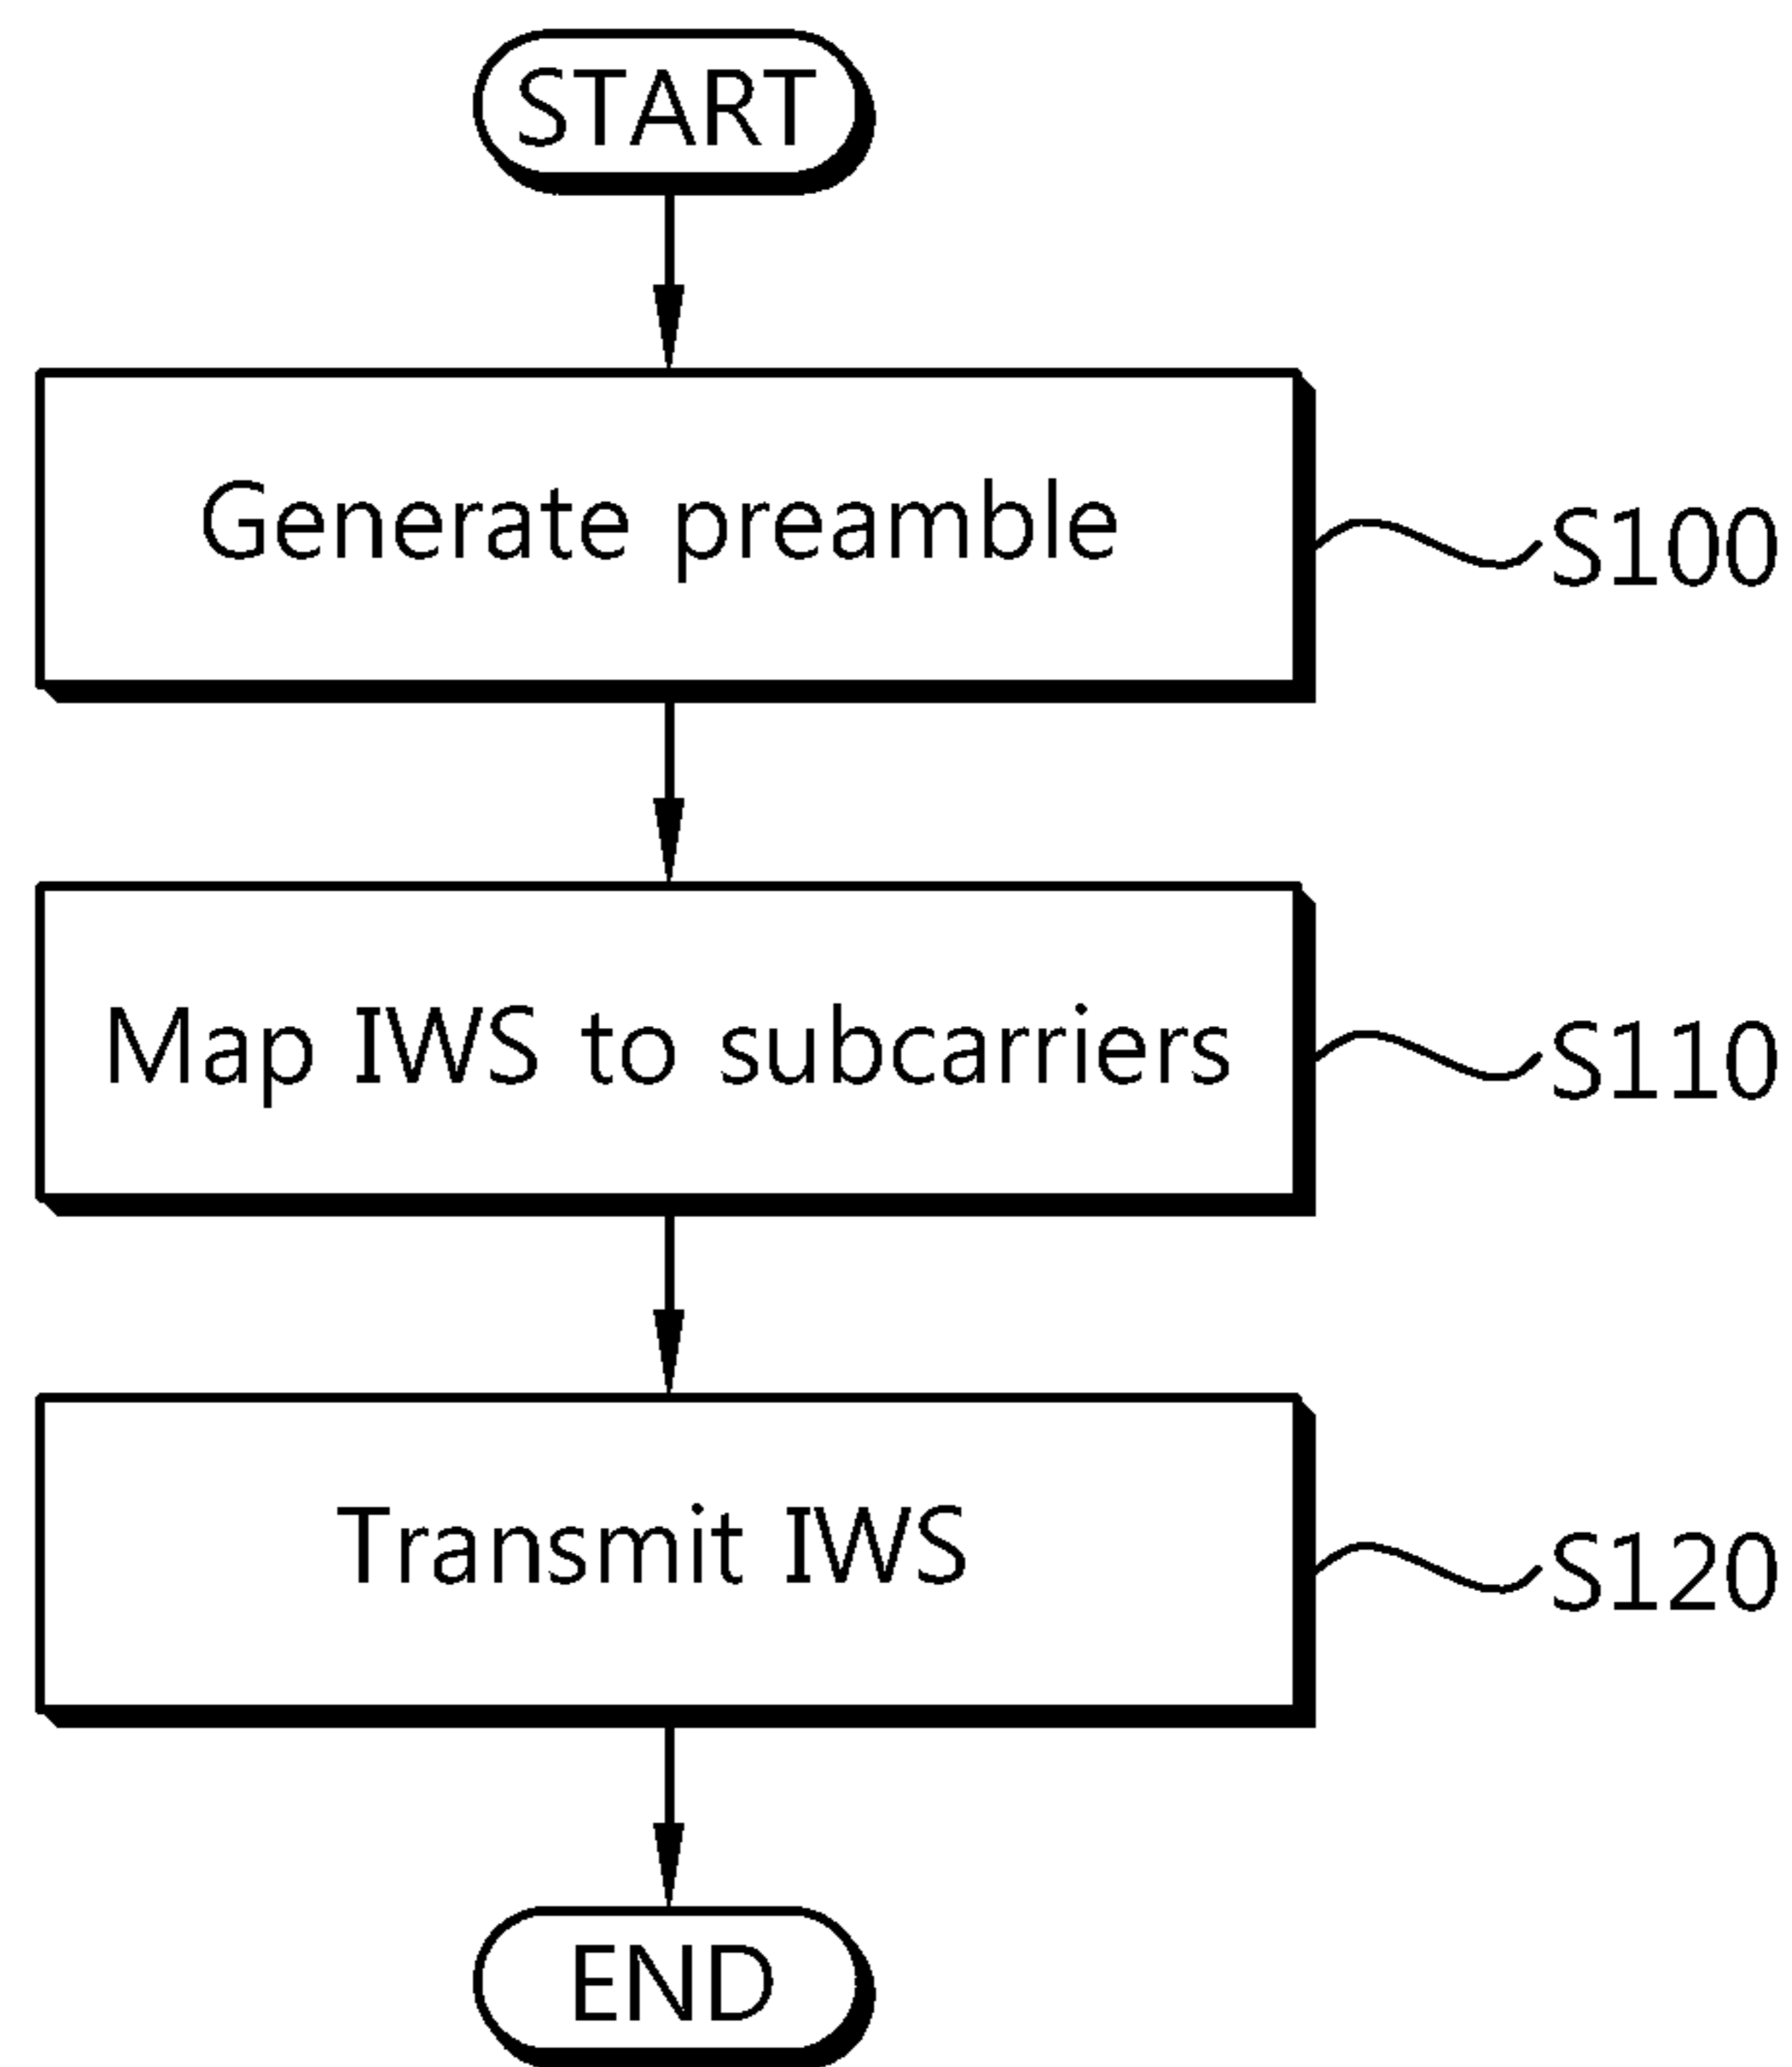 START
Generate preamble
S100
Map IWS to subcarriers
S110
Transmit IWS
S120
END